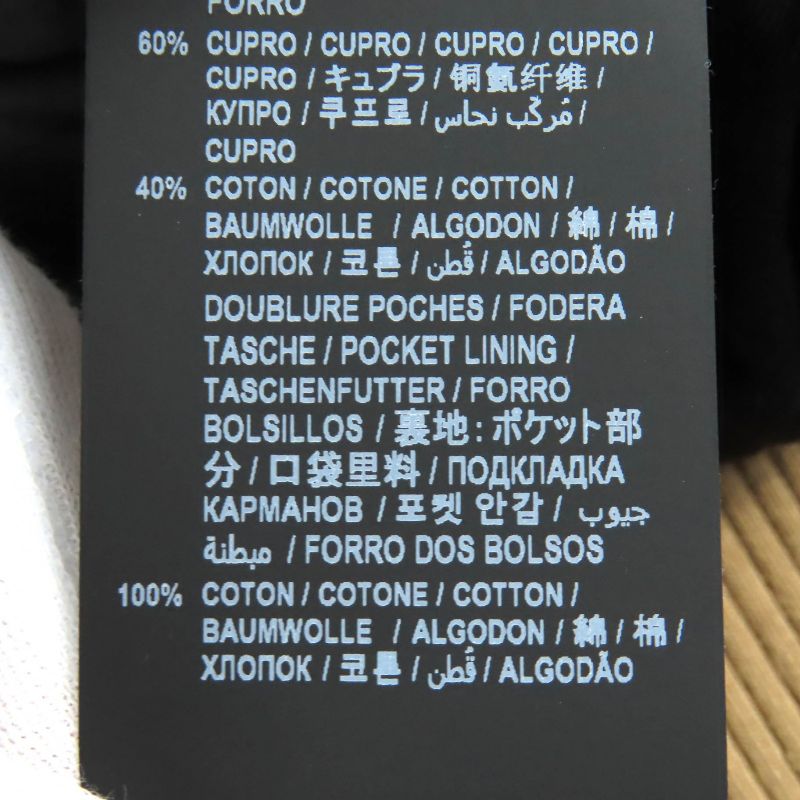 FORRO
60% CUPRO / CUPRO / CUPRO / CUPRO /
CUPRO / キュプラ / 铜氨纤维 /
КУПРО / 쿠프로 / مُركب نحاس /
CUPRO
40% COTON / COTONE / COTTON /
BAUMWOLLE / ALGODON / 綿 / 棉 /
ХЛОПОК / 코튼 / قُطن / ALGODÃO
DOUBLURE POCHES / FODERA
TASCHE / POCKET LINING /
TASCHENFUTTER / FORRO
BOLSILLOS / 裏地: ポケット部
分 / 口袋里料 / ПОДКЛАДКА
КАРМАНОВ / 포켓 안감 / جيوب
مبطنة / FORRO DOS BOLSOS
100% COTON / COTONE / COTTON /
BAUMWOLLE / ALGODON / 綿 / 棉 /
ХЛОПОК / 코튼 / قُطن / ALGODÃO